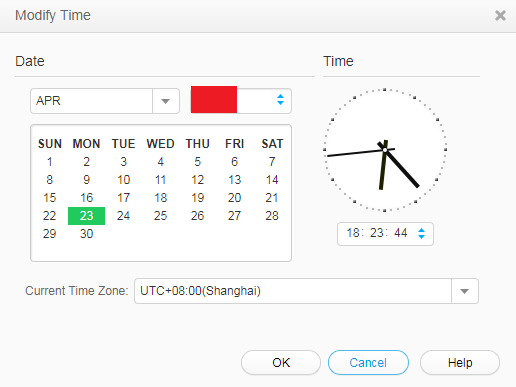 Modify Time
Date
Time
APR
SUN MON TUE WED THU FRI SAT
1 2 3 4 5 6 7
8 9 10 11 12 13 14
15 16 17 18 19 20 21
22 23 24 25 26 27 28
29 30
18: 23: 44
Current Time Zone: UTC+08:00(Shanghai)
OK Cancel Help